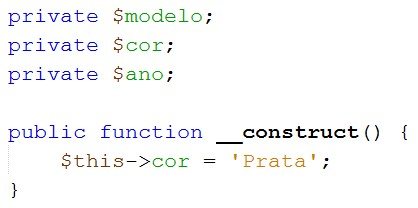 private $modelo;
private $cor;
private $ano;
public function __construct() {
$this->cor = 'Prata';
}